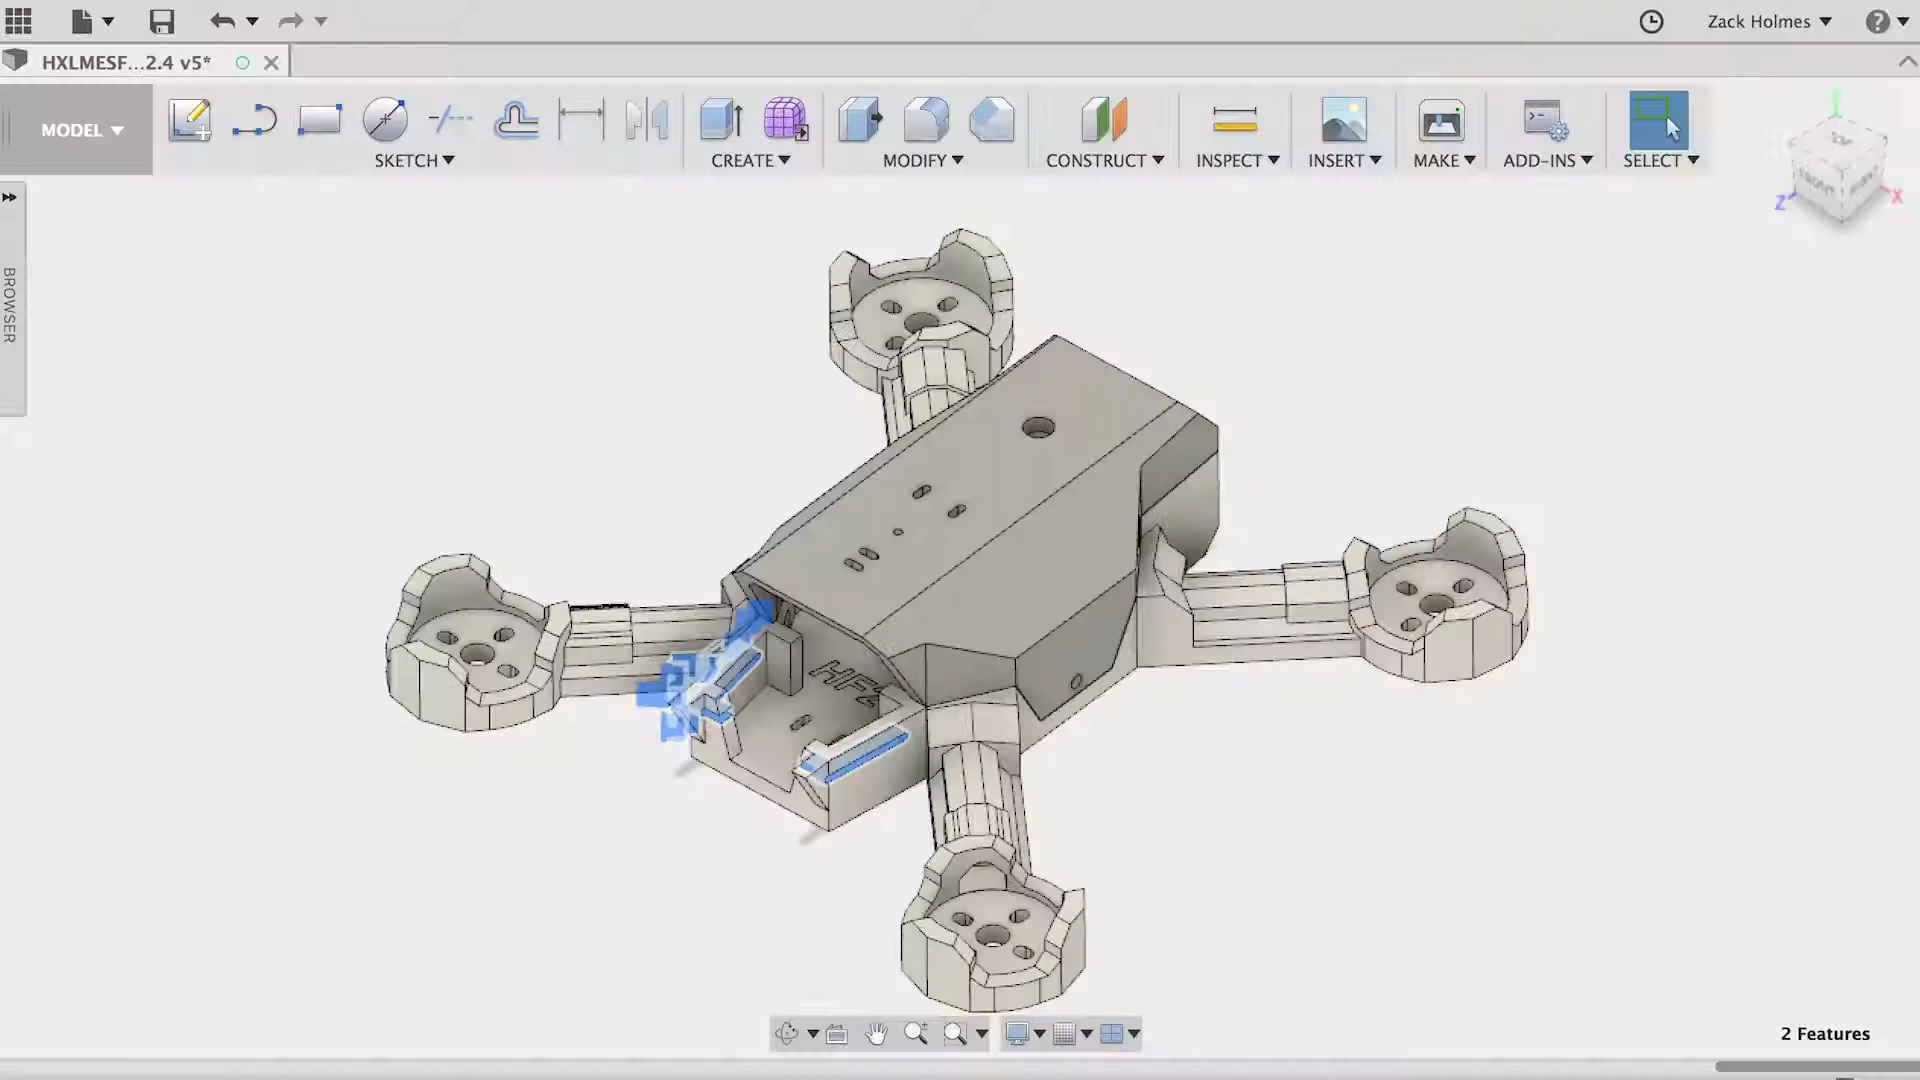 Zack Holmes
HXLMESF...2.4 v5*
MODEL
SKETCH
CREATE
MODIFY
CONSTRUCT
INSPECT
INSERT
MAKE
ADD-INS
SELECT
FRONT
Z
X
BROWSER
2 Features